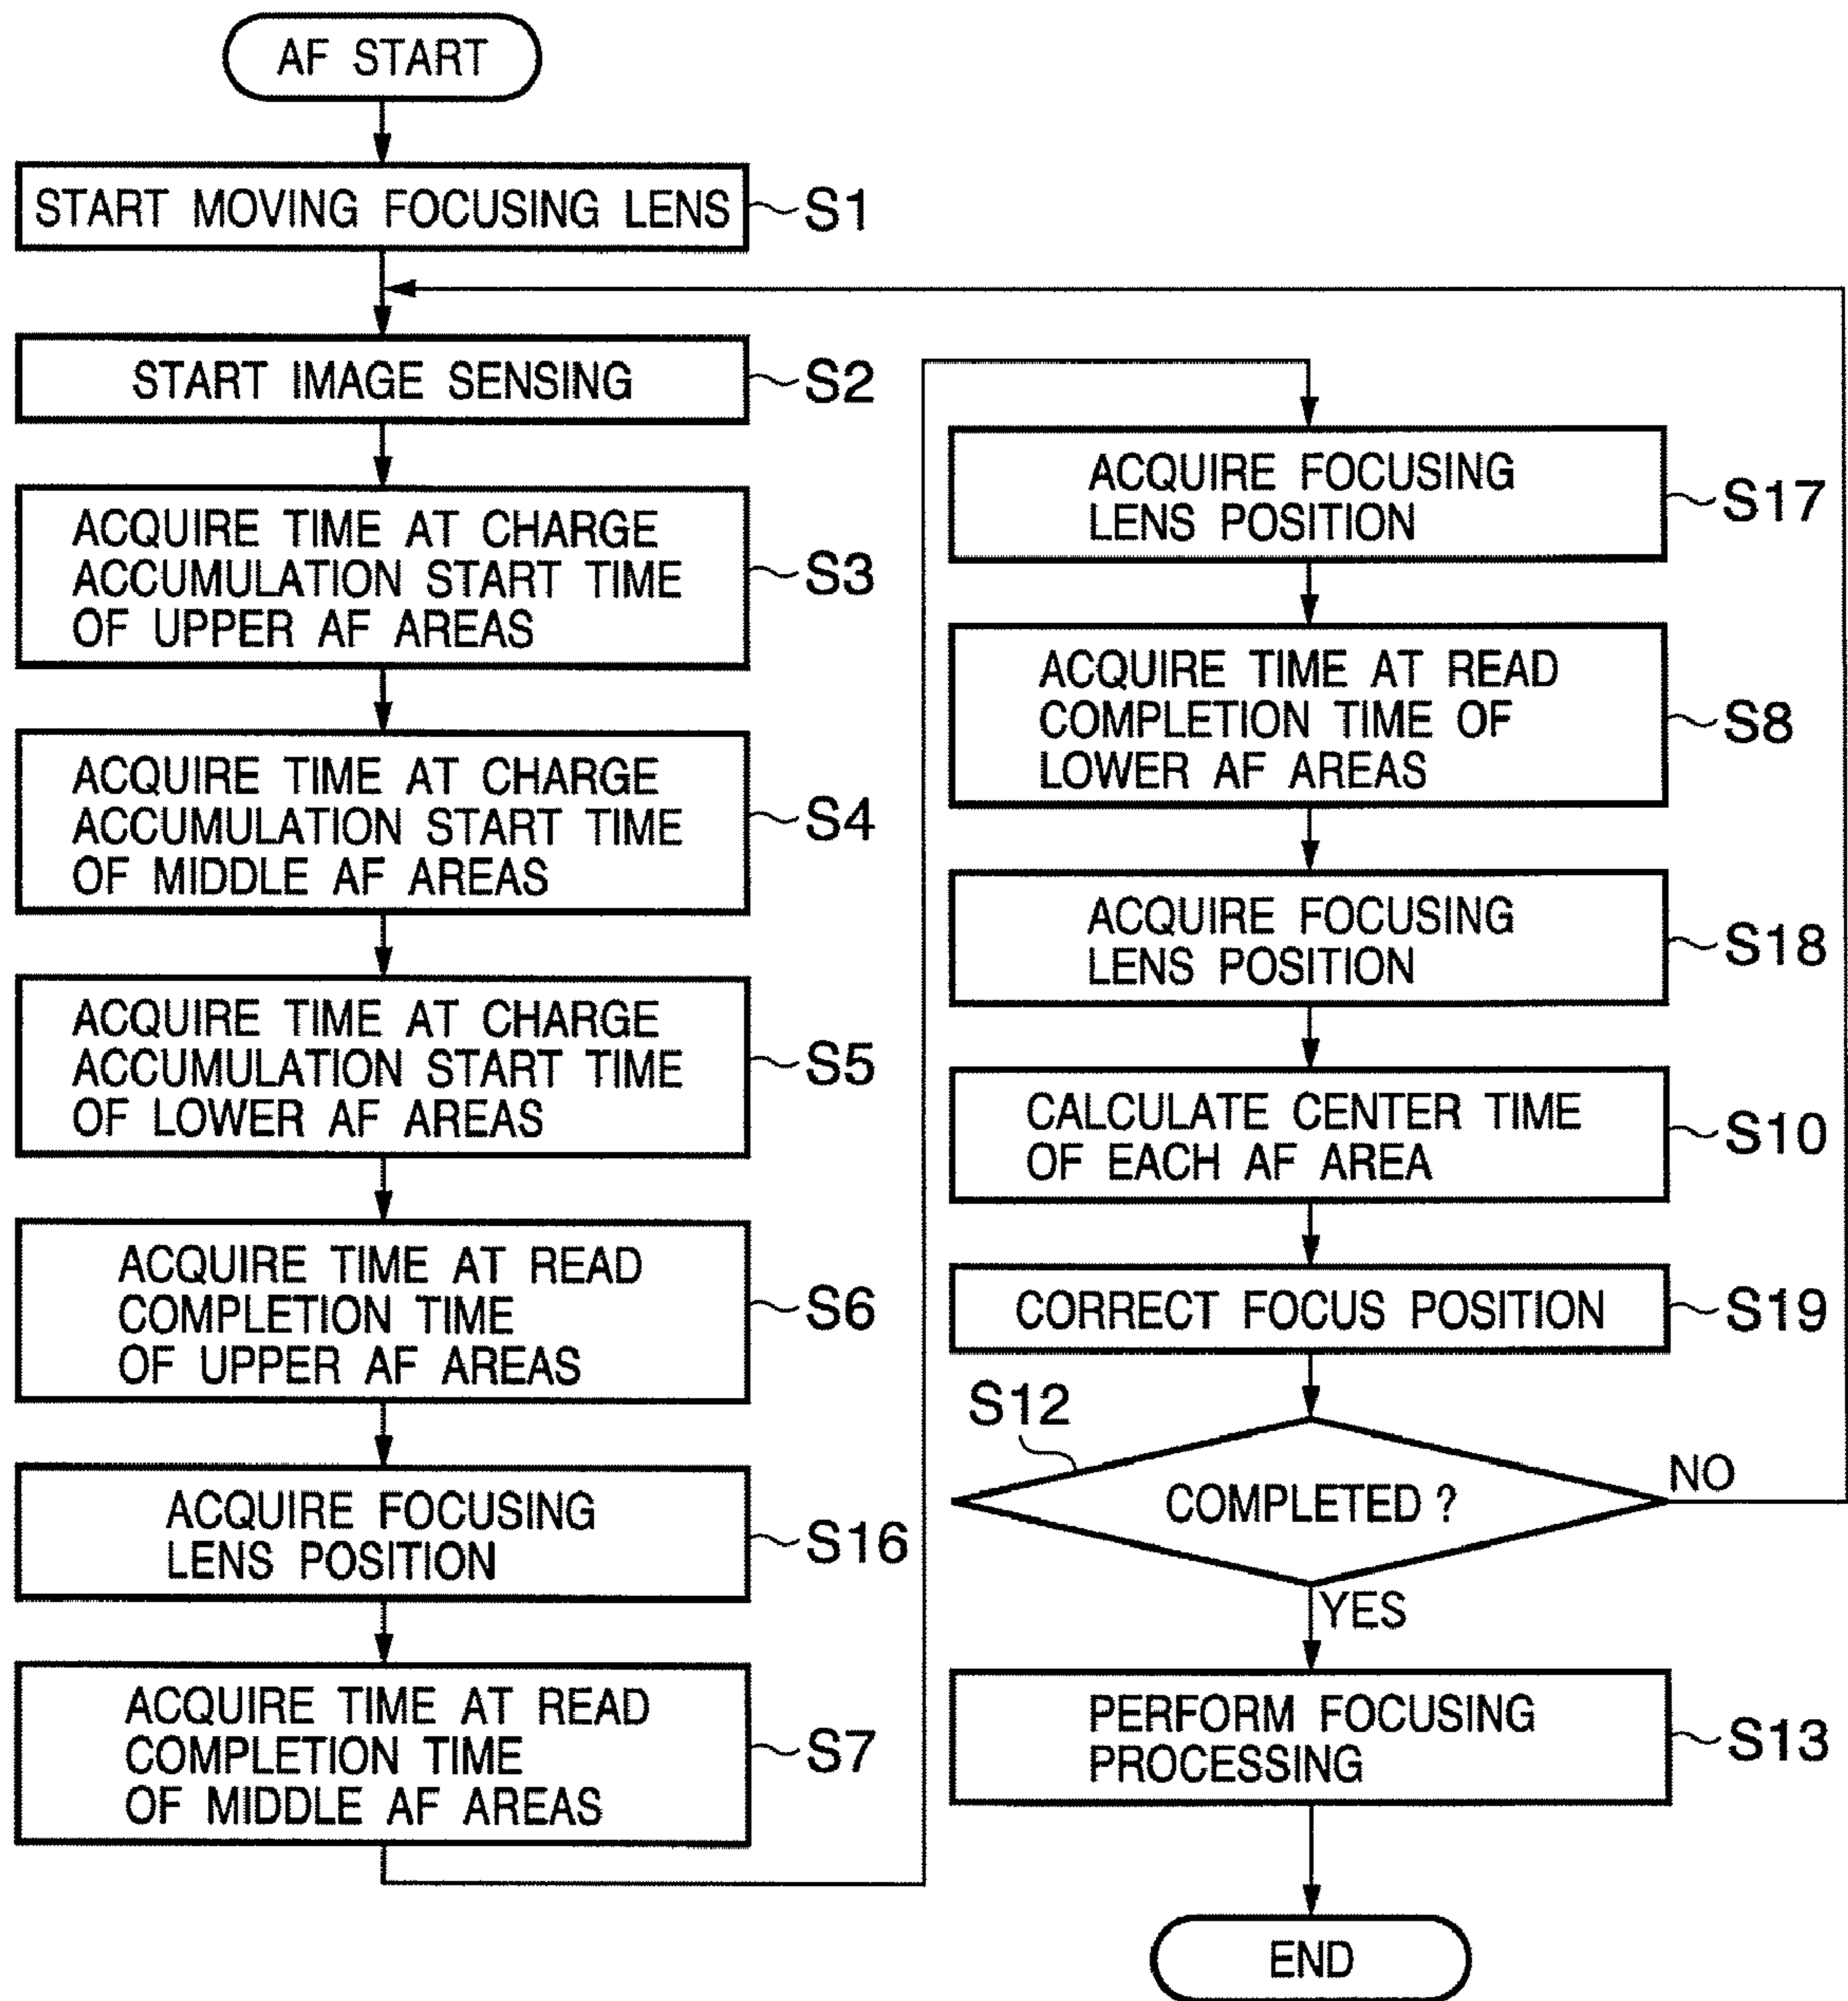 AF START
START MOVING FOCUSING LENS
S1
START IMAGE SENSING
S2
ACQUIRE TIME AT CHARGE
ACCUMULATION START TIME
OF UPPER AF AREAS
S3
ACQUIRE TIME AT CHARGE
ACCUMULATION START TIME
OF MIDDLE AF AREAS
S4
ACQUIRE TIME AT CHARGE
ACCUMULATION START TIME
OF LOWER AF AREAS
S5
ACQUIRE TIME AT READ
COMPLETION TIME
OF UPPER AF AREAS
S6
ACQUIRE FOCUSING
LENS POSITION
S16
ACQUIRE TIME AT READ
COMPLETION TIME
OF MIDDLE AF AREAS
S7
ACQUIRE FOCUSING
LENS POSITION
S17
ACQUIRE TIME AT READ
COMPLETION TIME OF
LOWER AF AREAS
S8
ACQUIRE FOCUSING
LENS POSITION
S18
CALCULATE CENTER TIME
OF EACH AF AREA
S10
CORRECT FOCUS POSITION
S19
S12
COMPLETED ?
NO
YES
PERFORM FOCUSING
PROCESSING
S13
END